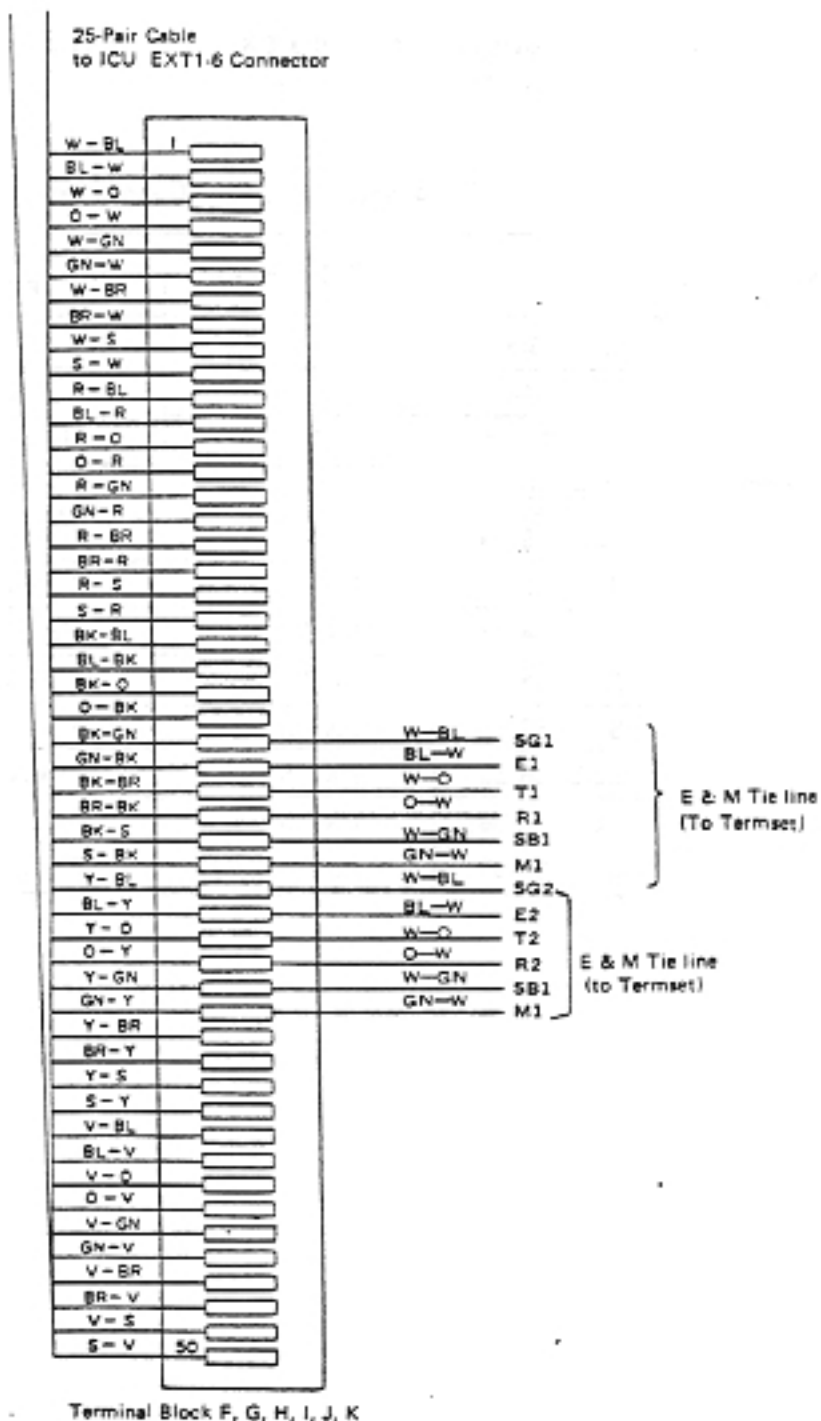 25-Pair Cable
to ICU EXT1-6 Connector
W-BL 1
BL-W
W-O
O-W
W-GN
GN-W
W-BR
BR-W
W-S
S-W
R-BL
BL-R
R-O
O-R
R-GN
GN-R
R-BR
BR-R
R-S
S-R
BK-BL
BL-BK
BK-O
O-BK
BK-GN W-BL SG1
GN-BK BL-W E1
BK-BR W-O T1
BR-BK O-W R1
BK-S W-GN SB1
S-BK GN-W M1
Y-BL W-BL SG2
BL-Y BL-W E2
Y-O W-O T2
O-Y O-W R2
Y-GN W-GN SB1
GN-Y GN-W M1
E & M Tie line
(To Termset)
E & M Tie line
(to Termset)
Y-BR
BR-Y
Y-S
S-Y
V-BL
BL-V
V-O
O-V
V-GN
GN-V
V-BR
BR-V
V-S
S-V 50
Terminal Block F, G, H, I, J, K